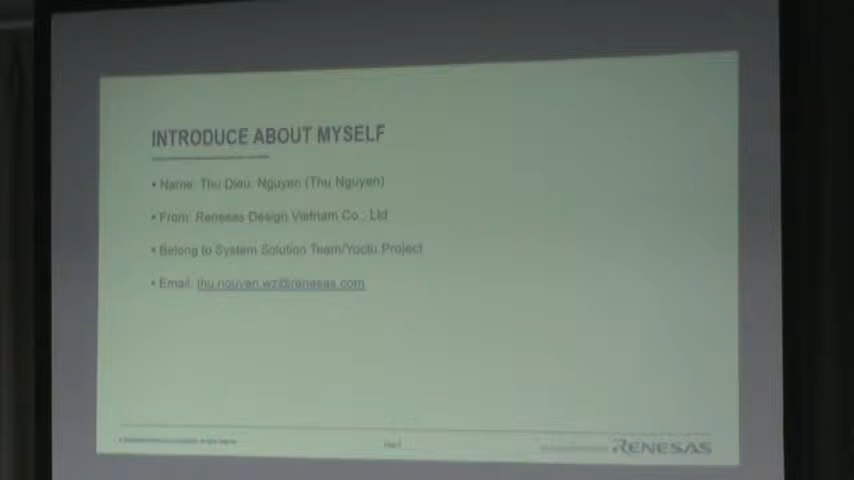 INTRODUCE ABOUT MYSELF
• Name: Thu Dieu Nguyen (Thu Nguyen)
• From: Renesas Design Vietnam Co., Ltd
• Belong to System Solution Team/Yoctu Project
• Email: thu.nguyen.wz@renesas.com
RENESAS